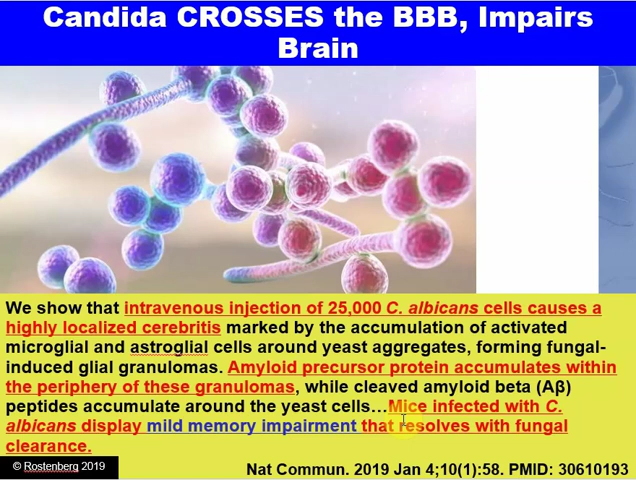 Candida CROSSES the BBB, Impairs
Brain
We show that intravenous injection of 25,000 C. albicans cells causes a
highly localized cerebritis marked by the accumulation of activated
microglial and astroglial cells around yeast aggregates, forming fungal-
induced glial granulomas. Amyloid precursor protein accumulates within
the periphery of these granulomas, while cleaved amyloid beta (Aβ)
peptides accumulate around the yeast cells…Mice infected with C.
albicans display mild memory impairment that resolves with fungal
clearance.
© Rostenberg 2019
Nat Commun. 2019 Jan 4;10(1):58. PMID: 30610193